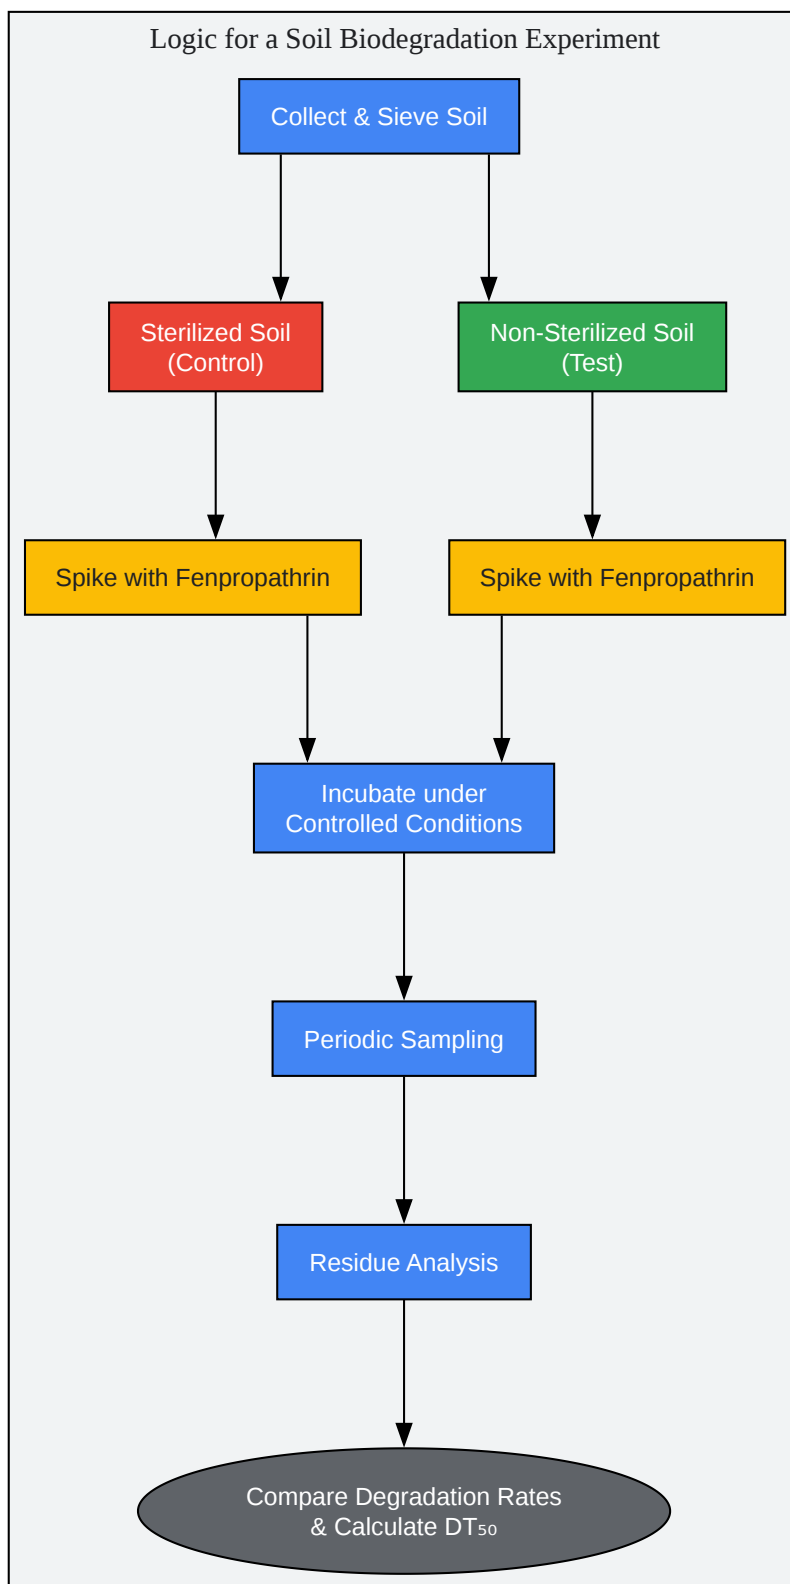 Logic for a Soil Biodegradation Experiment
Collect & Sieve Soil
Sterilized Soil
(Control)
Non-Sterilized Soil
(Test)
Spike with Fenpropathrin
Spike with Fenpropathrin
Incubate under
Controlled Conditions
Periodic Sampling
Residue Analysis
Compare Degradation Rates
& Calculate DT₅₀